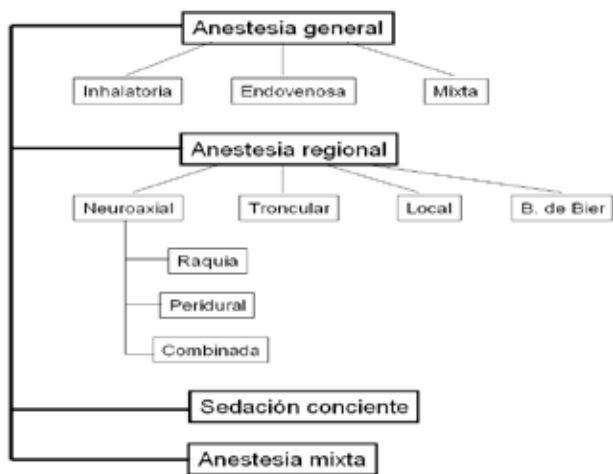 Anestesia general
Inhalatoria
Endovenosa
Mixta
Anestesia regional
Neuroaxial
Troncular
Local
B. de Bier
Raquia
Peridural
Combinada
Sedación conciente
Anestesia mixta